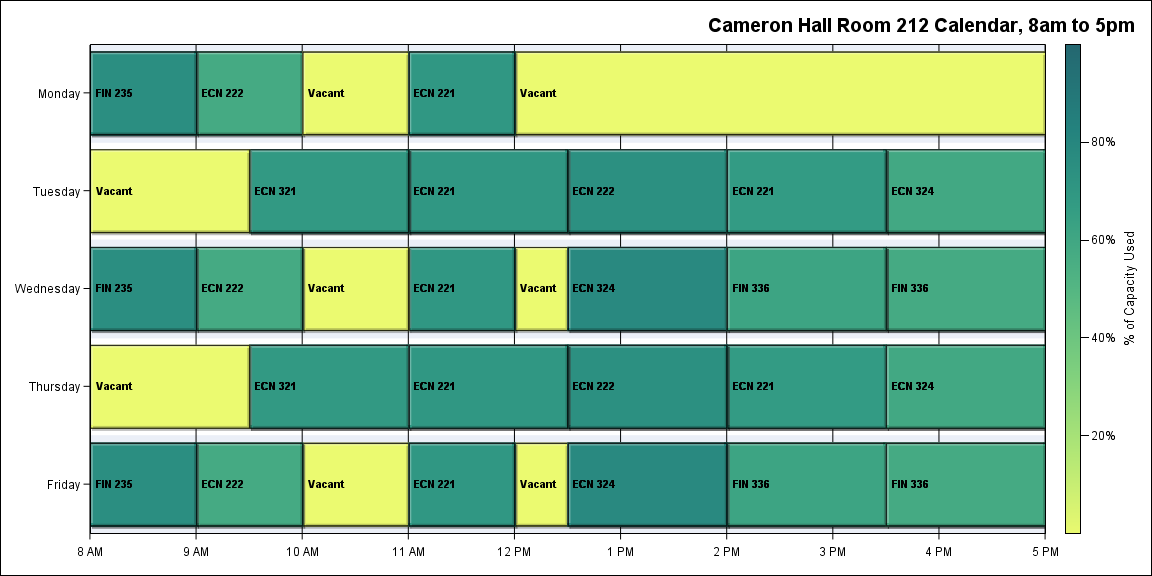 Cameron Hall Room 212 Calendar, 8am to 5pm
Monday
FIN 235
ECN 222
Vacant
ECN 221
Vacant
Tuesday
Vacant
ECN 321
ECN 221
ECN 222
ECN 221
ECN 324
Wednesday
FIN 235
ECN 222
Vacant
ECN 221
Vacant
ECN 324
FIN 336
FIN 336
Thursday
Vacant
ECN 321
ECN 221
ECN 222
ECN 221
ECN 324
Friday
FIN 235
ECN 222
Vacant
ECN 221
Vacant
ECN 324
FIN 336
FIN 336
8 AM
9 AM
10 AM
11 AM
12 PM
1 PM
2 PM
3 PM
4 PM
5 PM
80%
60%
40%
20%
% of Capacity Used